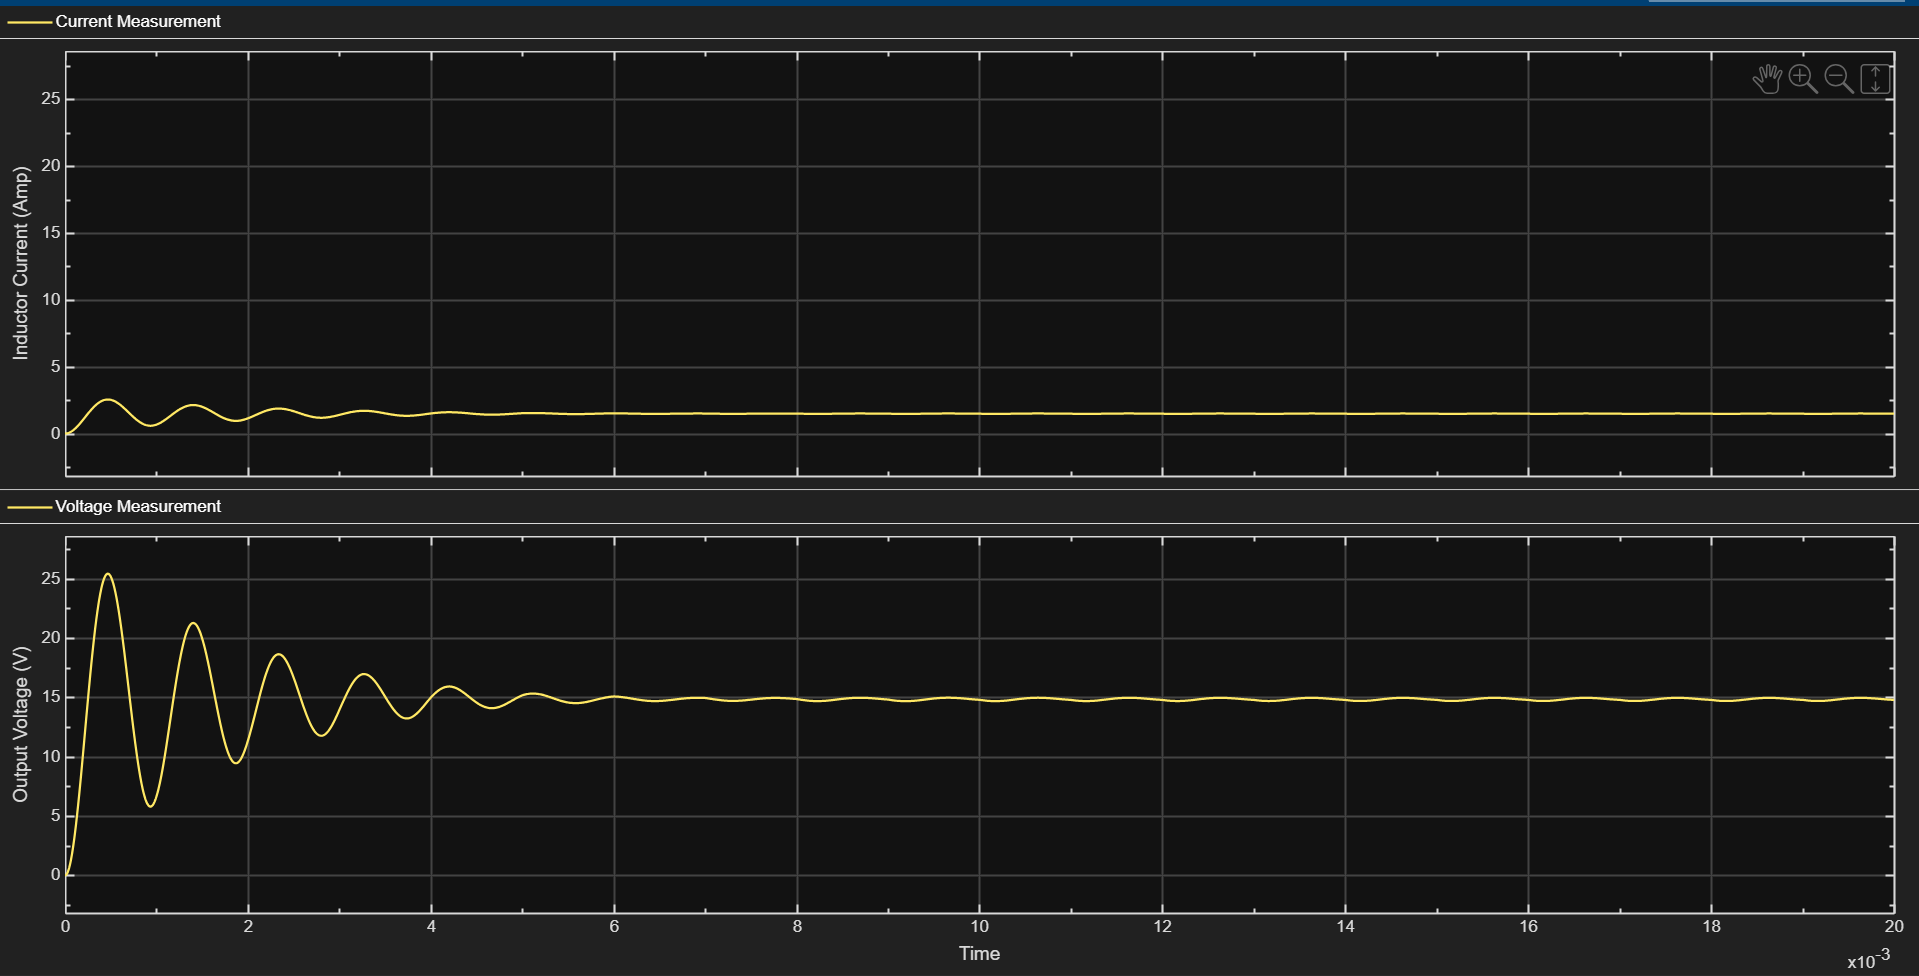 Current Measurement
Inductor Current (Amp)
25
20
15
10
5
0
Voltage Measurement
Output Voltage (V)
25
20
15
10
5
0
0 2 4 6 8 10 12 14 16 18 20
Time
x10-3